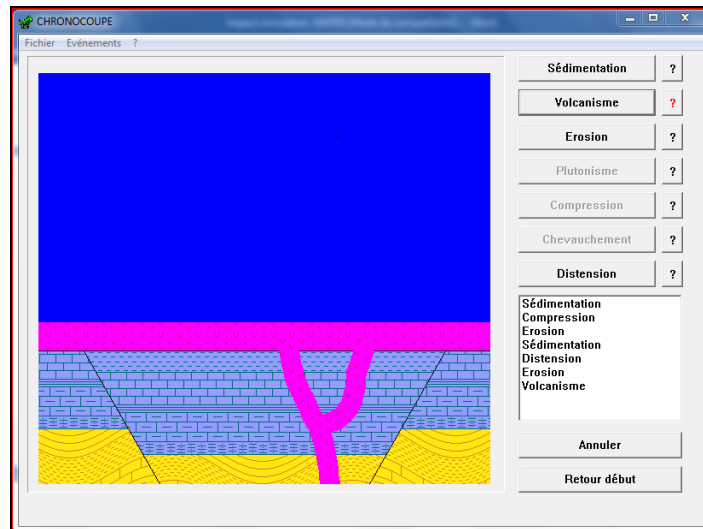 CHRONOCOUPE
Fichier Evénements ?
Sédimentation ?
Volcanisme ?
Erosion ?
Plutonisme ?
Compression ?
Chevauchement ?
Distension ?
Sédimentation
Compression
Erosion
Sédimentation
Distension
Erosion
Volcanisme
Annuler
Retour début